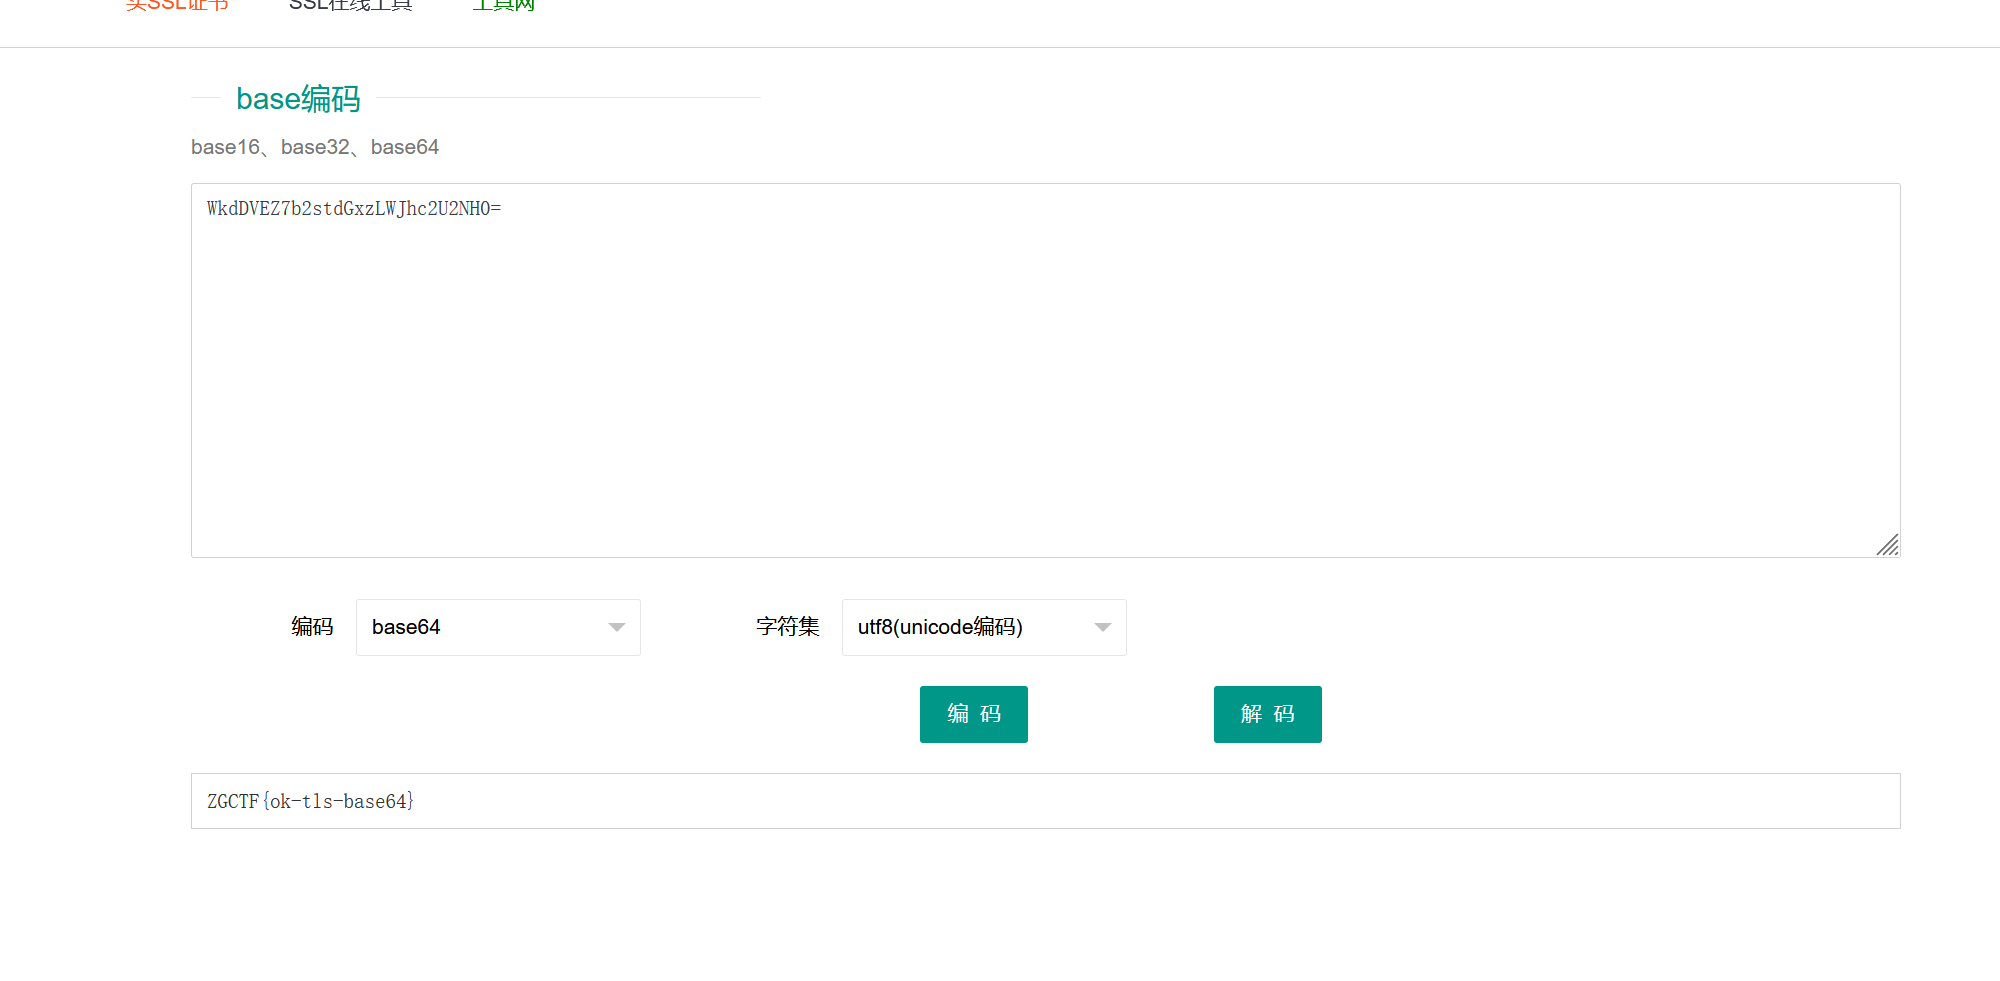 买SSL证书 SSL在线工具 工具网
base编码
base16、base32、base64
WkdDVEZ7b2stdGxzLWJhc2U2NH0=
编码 base64 字符集 utf8(unicode编码)
编 码 解 码
ZGCTF{ok-tls-base64}